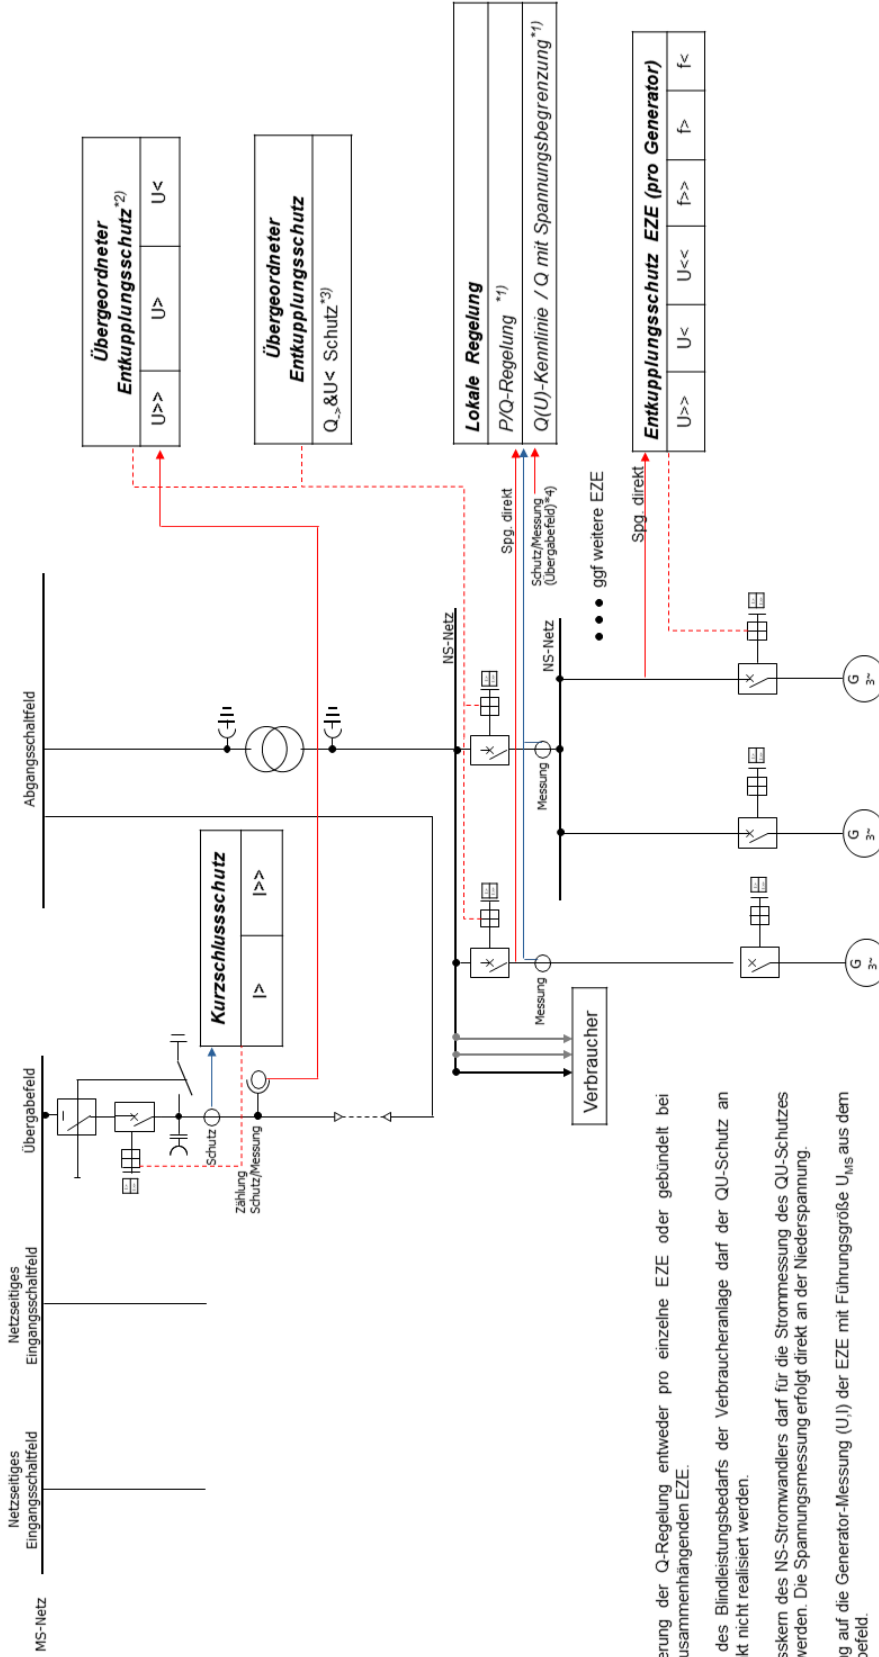 MS-Netz
Netzseitiges
Eingangsschaltfeld
Netzseitiges
Eingangsschaltfeld
Übergabefeld
Abgangsschaltfeld
Übergeordneter
Entkupplungsschutz*2)
U>> U> U<
Übergeordneter
Entkupplungsschutz
Q->&U< Schutz*3)
Kurzschlussschutz
I> I>>
Schutz
Zählung
Schutz/Messung
NS-Netz
Lokale Regelung
P/Q-Regelung *1)
Q(U)-Kennlinie / Q mit Spannungsbegrenzung*1)
Spg. direkt
Schutz/Messung
(Übergabefeld)*4)
Messung
Messung
Verbraucher
NS-Netz
ggf weitere EZE
Entkupplungsschutz EZE (pro Generator)
U>> U< U<< f>> f> f<
Spg. direkt
G
3~
G
3~
G
3~
erung der Q-Regelung entweder pro einzelne EZE oder gebündelt bei
usammenhängenden EZE.
des Blindleistungsbedarfs der Verbraucheranlage darf der QU-Schutz an
kt nicht realisiert werden.
sskern des NS-Stromwandlers darf für die Strommessung des QU-Schutzes
werden. Die Spannungsmessung erfolgt direkt an der Niederspannung.
ng auf die Generator-Messung (U,I) der EZE mit Führungsgröße UMS aus dem
befeld.